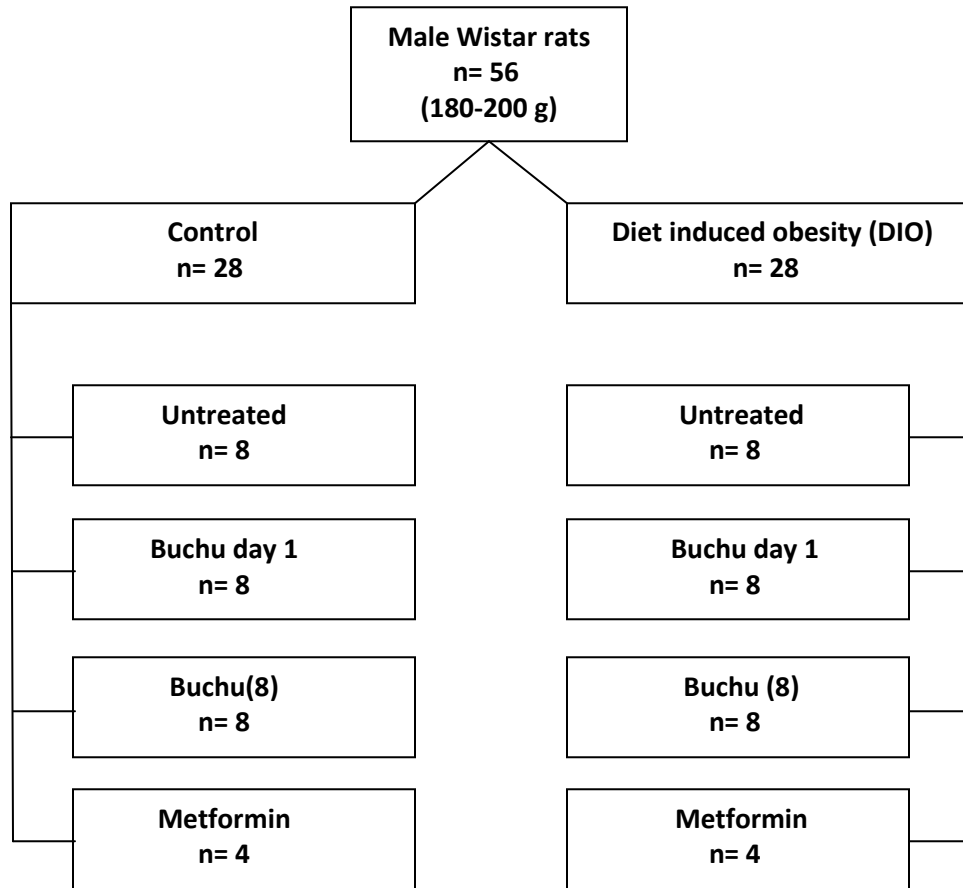 Male Wistar rats
n= 56
(180-200 g)
Control
n= 28
Diet induced obesity (DIO)
n= 28
Untreated
n= 8
Untreated
n= 8
Buchu day 1
n= 8
Buchu day 1
n= 8
Buchu(8)
n= 8
Buchu (8)
n= 8
Metformin
n= 4
Metformin
n= 4